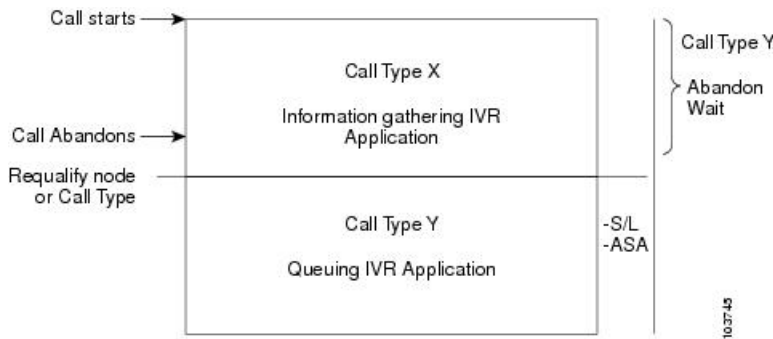 Call starts
Call Type X
Information gathering IVR
Application
Call Type Y
Abandon
Wait
Call Abandons
Requalify node
or Call Type
Call Type Y
Queuing IVR Application
-S/L
-ASA
103745